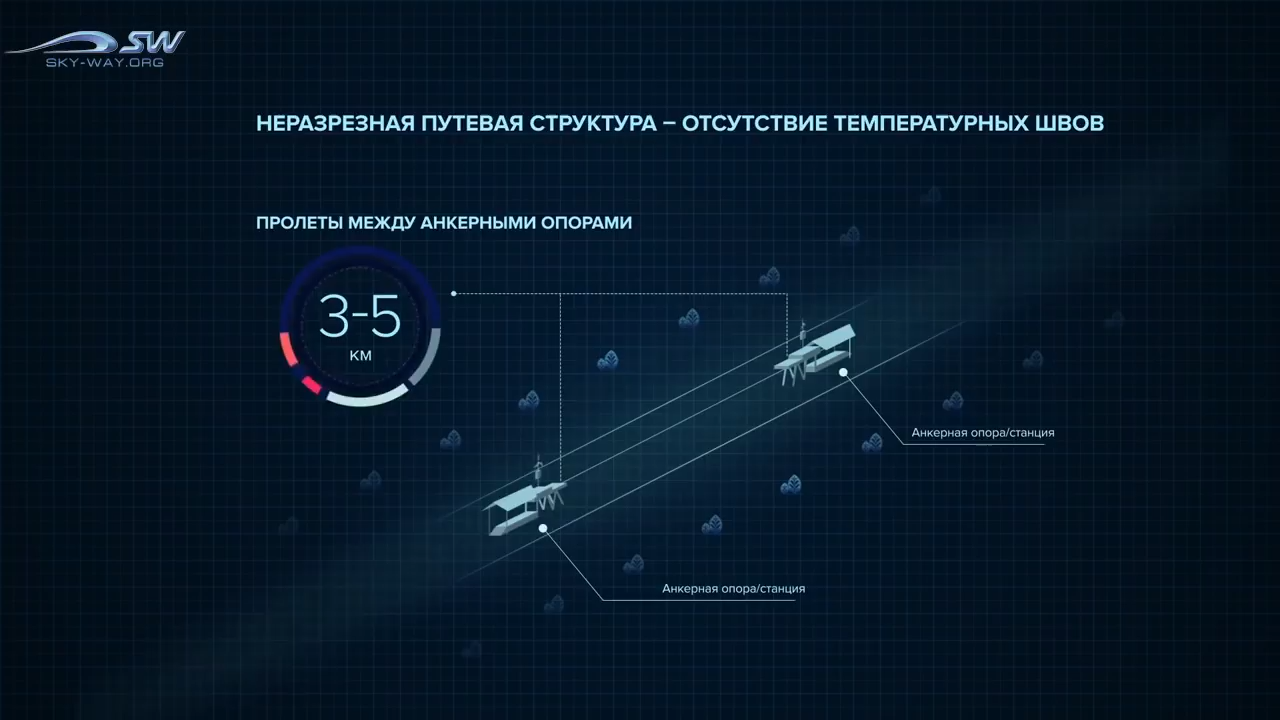 SW
SKY-WAY.ORG
НЕРАЗРЕЗНАЯ ПУТЕВАЯ СТРУКТУРА – ОТСУТСТВИЕ ТЕМПЕРАТУРНЫХ ШВОВ
ПРОЛЕТЫ МЕЖДУ АНКЕРНЫМИ ОПОРАМИ
3-5
КМ
Анкерная опора/станция
Анкерная опора/станция